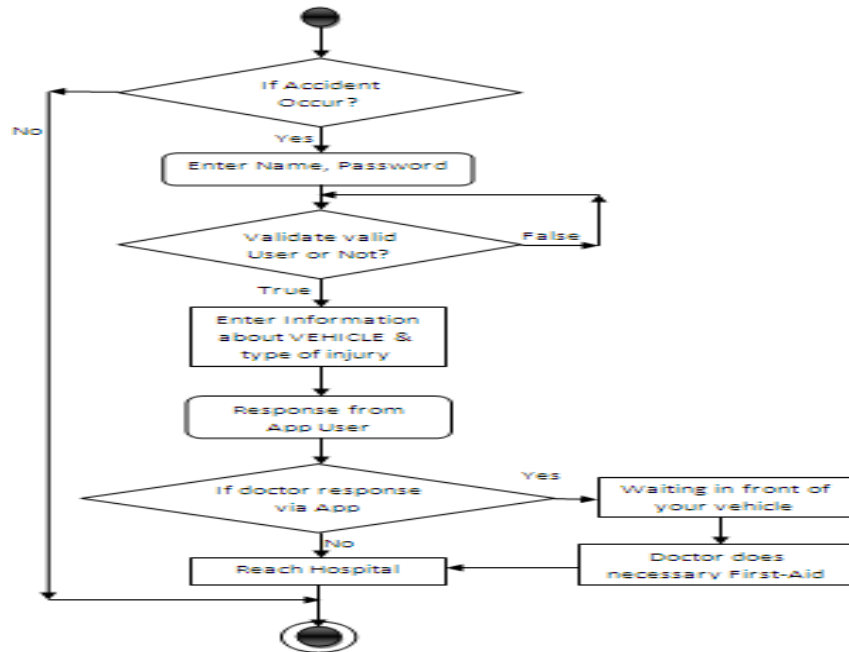 If Accident
Occur?
No
Yes
Enter Name, Password
Validate valid
User or Not?
False
True
Enter Information
about VEHICLE &
type of injury
Response from
App User
If doctor response
via App
Yes
Waiting in front of
your vehicle
No
Reach Hospital
Doctor does
necessary First-Aid